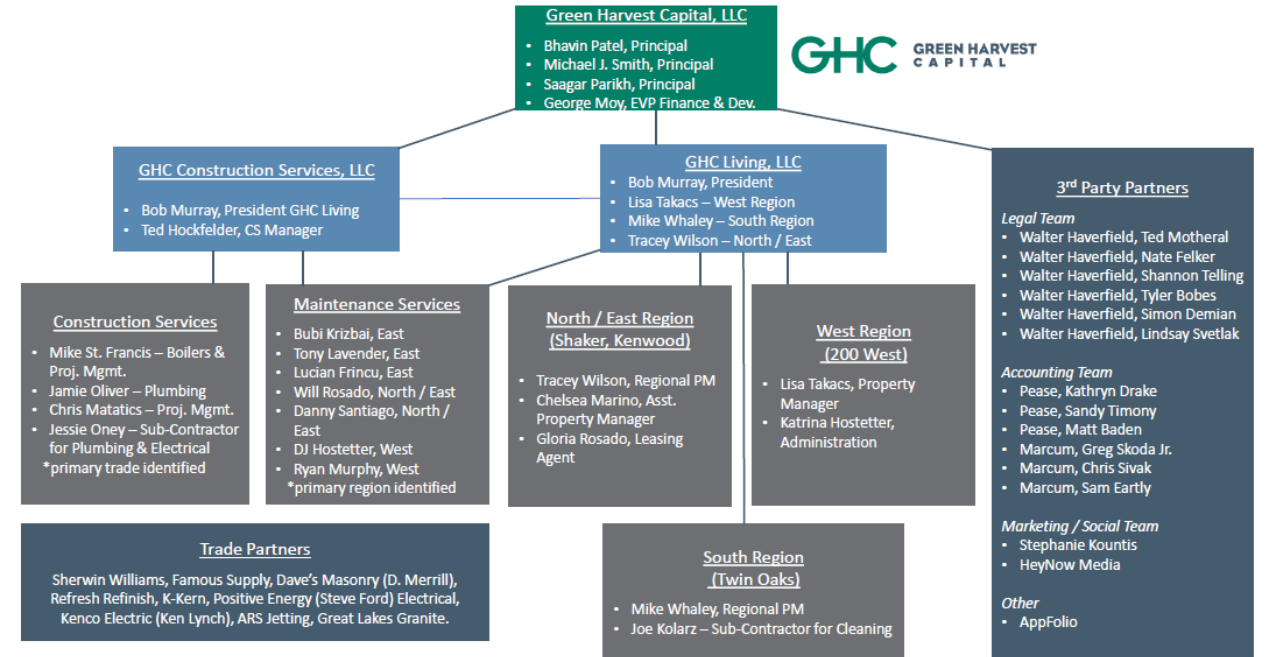 Green Harvest Capital, LLC
• Bhavin Patel, Principal
• Michael J. Smith, Principal
• Saagar Parikh, Principal
• George Moy, EVP Finance & Dev.
GHC GREEN HARVEST
CAPITAL
GHC Construction Services, LLC
• Bob Murray, President GHC Living
• Ted Hockfelder, CS Manager
GHC Living, LLC
• Bob Murray, President
• Lisa Takacs – West Region
• Mike Whaley – South Region
• Tracey Wilson – North / East
3rd Party Partners
Legal Team
• Walter Haverfield, Ted Motheral
• Walter Haverfield, Nate Felker
• Walter Haverfield, Shannon Telling
• Walter Haverfield, Tyler Bobes
• Walter Haverfield, Simon Demian
• Walter Haverfield, Lindsay Svetlak
Accounting Team
• Pease, Kathryn Drake
• Pease, Sandy Timony
• Pease, Matt Baden
• Marcum, Greg Skoda Jr.
• Marcum, Chris Sivak
• Marcum, Sam Eartly
Marketing / Social Team
• Stephanie Kountis
• HeyNow Media
Other
• AppFolio
Construction Services
• Mike St. Francis – Boilers &
Proj. Mgmt.
• Jamie Oliver – Plumbing
• Chris Matatics – Proj. Mgmt.
• Jessie Oney – Sub-Contractor
for Plumbing & Electrical
*primary trade identified
Maintenance Services
• Bubi Krizbai, East
• Tony Lavender, East
• Lucian Frincu, East
• Will Rosado, North / East
• Danny Santiago, North /
East
• DJ Hostetter, West
• Ryan Murphy, West
*primary region identified
North / East Region
(Shaker, Kenwood)
• Tracey Wilson, Regional PM
• Chelsea Marino, Asst.
Property Manager
• Gloria Rosado, Leasing
Agent
West Region
(200 West)
• Lisa Takacs, Property
Manager
• Katrina Hostetter,
Administration
Trade Partners
Sherwin Williams, Famous Supply, Dave's Masonry (D. Merrill),
Refresh Refinish, K-Kern, Positive Energy (Steve Ford) Electrical,
Kenco Electric (Ken Lynch), ARS Jetting, Great Lakes Granite.
South Region
(Twin Oaks)
• Mike Whaley, Regional PM
• Joe Kolarz – Sub-Contractor for Cleaning